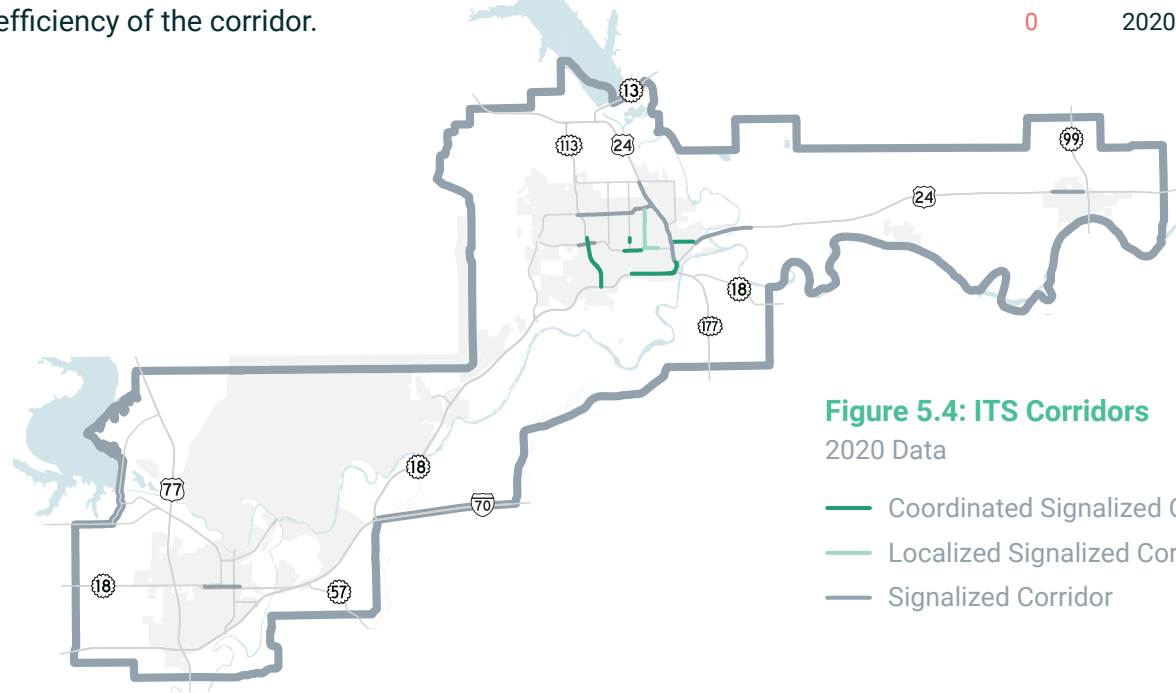 efficiency of the corridor.
0 2020
13
113
24
99
24
18
177
18
77
70
18
57
Figure 5.4: ITS Corridors
2020 Data
Coordinated Signalized C
Localized Signalized Cor
Signalized Corridor